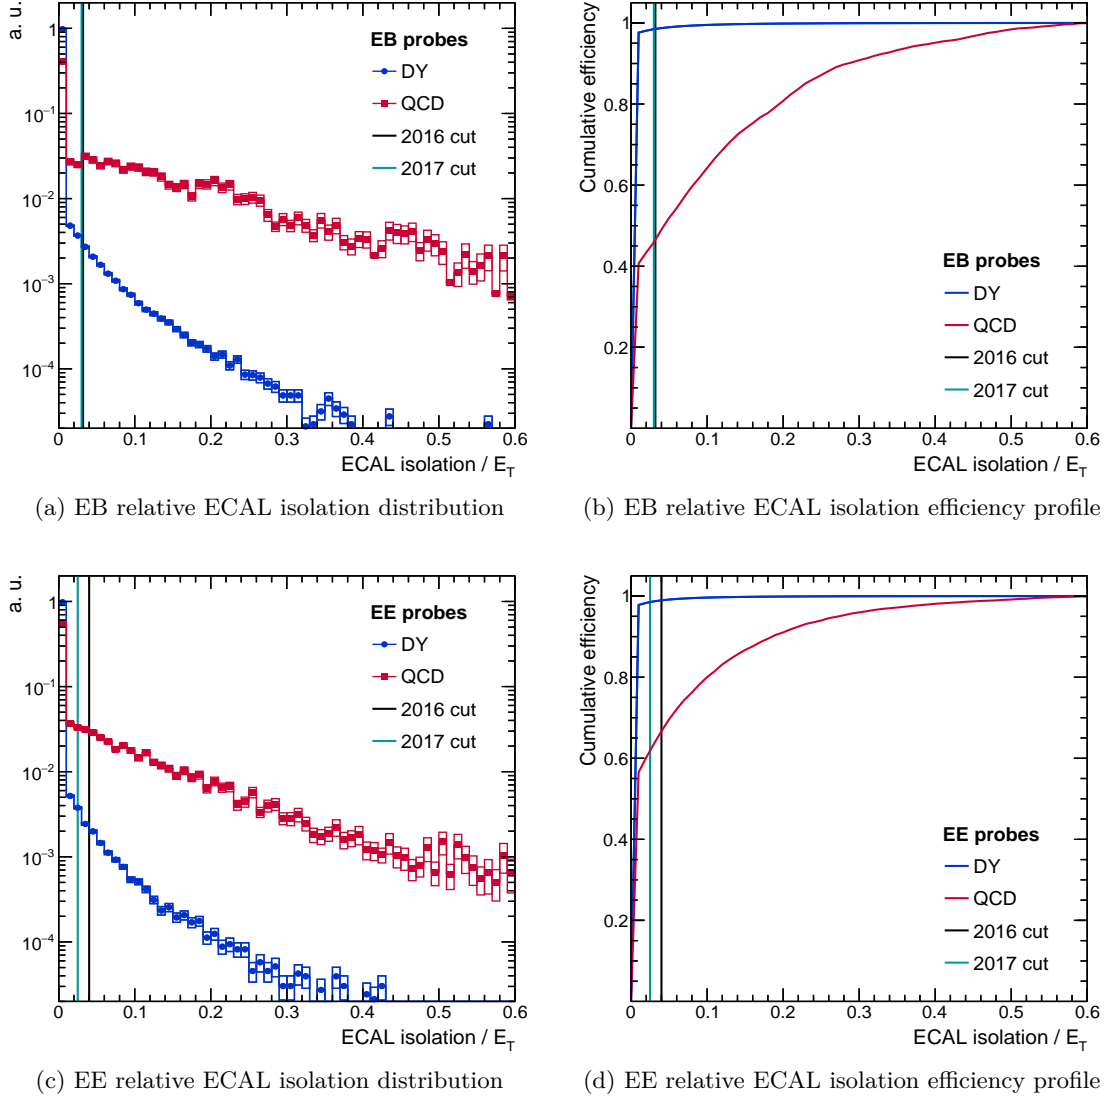 a. u.
1
10⁻¹
10⁻²
10⁻³
10⁻⁴
EB probes
DY
QCD
2016 cut
2017 cut
0 0.1 0.2 0.3 0.4 0.5 0.6
ECAL isolation / E_T
(a) EB relative ECAL isolation distribution
Cumulative efficiency
1
0.8
0.6
0.4
0.2
EB probes
DY
QCD
2016 cut
2017 cut
0 0.1 0.2 0.3 0.4 0.5 0.6
ECAL isolation / E_T
(b) EB relative ECAL isolation efficiency profile
a. u.
1
10⁻¹
10⁻²
10⁻³
10⁻⁴
EE probes
DY
QCD
2016 cut
2017 cut
0 0.1 0.2 0.3 0.4 0.5 0.6
ECAL isolation / E_T
(c) EE relative ECAL isolation distribution
Cumulative efficiency
1
0.8
0.6
0.4
0.2
EE probes
DY
QCD
2016 cut
2017 cut
0 0.1 0.2 0.3 0.4 0.5 0.6
ECAL isolation / E_T
(d) EE relative ECAL isolation efficiency profile